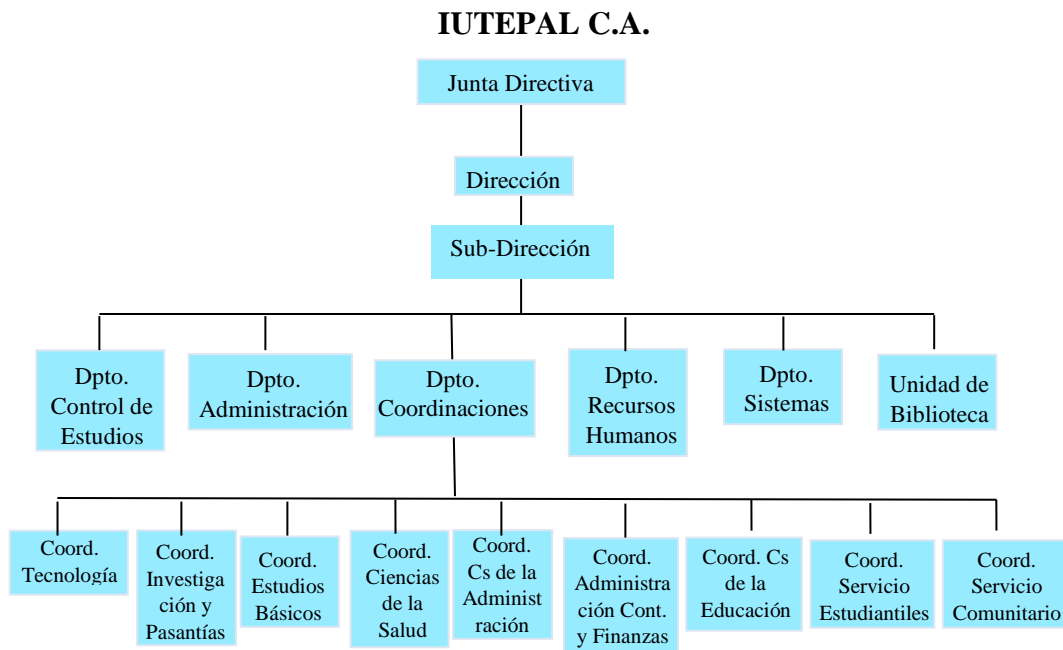 IUTEPAL C.A.
Junta Directiva
Dirección
Sub-Dirección
Dpto.
Control de
Estudios
Dpto.
Administración
Dpto.
Coordinaciones
Dpto.
Recursos
Humanos
Dpto.
Sistemas
Unidad de
Biblioteca
Coord.
Tecnología
Coord.
Investiga
ción y
Pasantías
Coord.
Estudios
Básicos
Coord.
Ciencias
de la
Salud
Coord.
Cs de la
Administ
ración
Coord.
Administra
ción Cont.
y Finanzas
Coord. Cs
de la
Educación
Coord.
Servicio
Estudiantiles
Coord.
Servicio
Comunitario